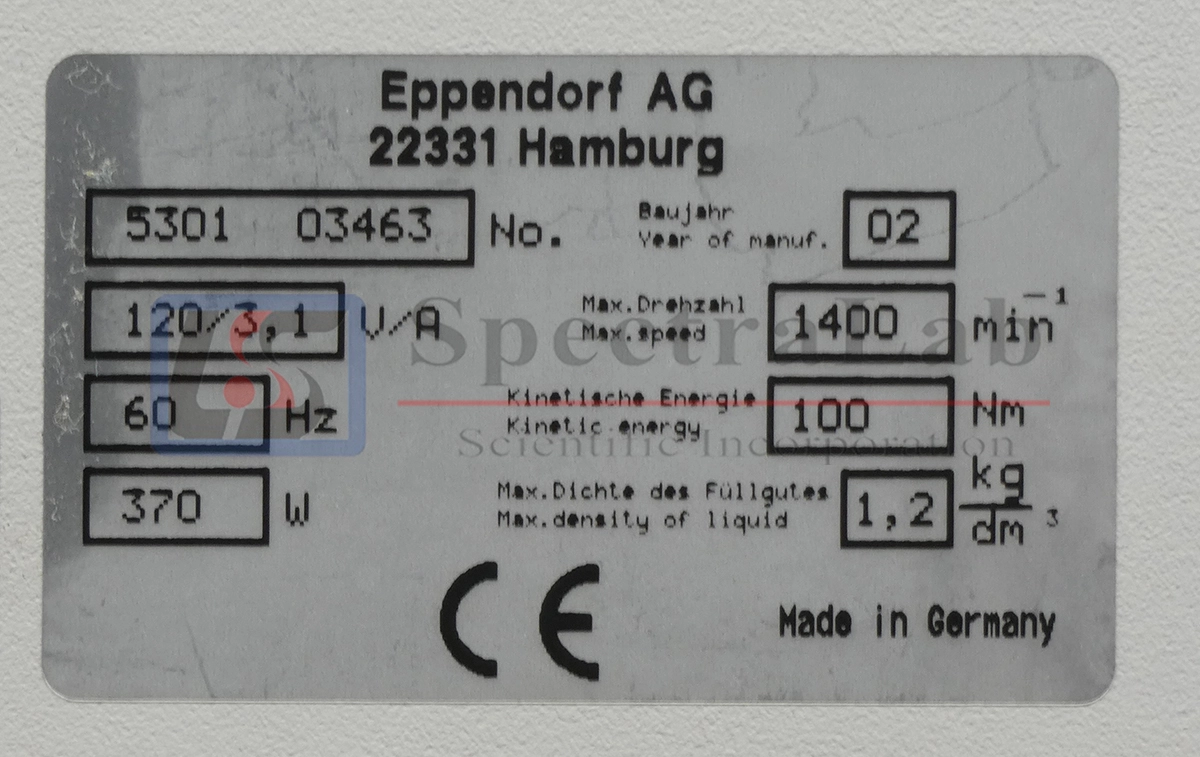 Eppendorf AG
22331 Hamburg
5301 03463 No.
Baujahr
Year of manuf. 02
120/3,1 V/A
Max.Drehzahl
Max.speed 1400 min⁻¹
SpectraLab
60 Hz
Kinetische Energie
Kinetic energy 100 Nm
Scientific Incorporation
370 W
Max.Dichte des Füllgutes
Max.density of liquid 1,2 kg/dm³
CE
Made in Germany